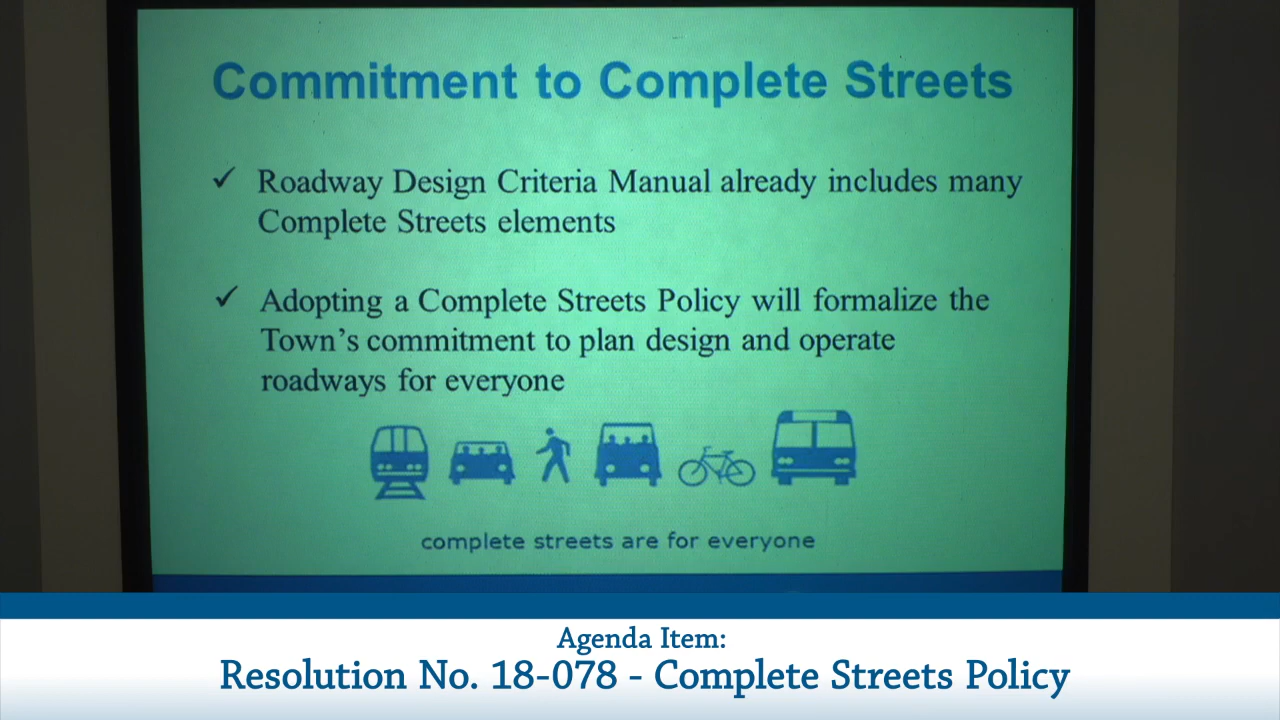 Commitment to Complete Streets
✓ Roadway Design Criteria Manual already includes many
Complete Streets elements
✓ Adopting a Complete Streets Policy will formalize the
Town's commitment to plan design and operate
roadways for everyone
complete streets are for everyone
Agenda Item:
Resolution No. 18-078 - Complete Streets Policy